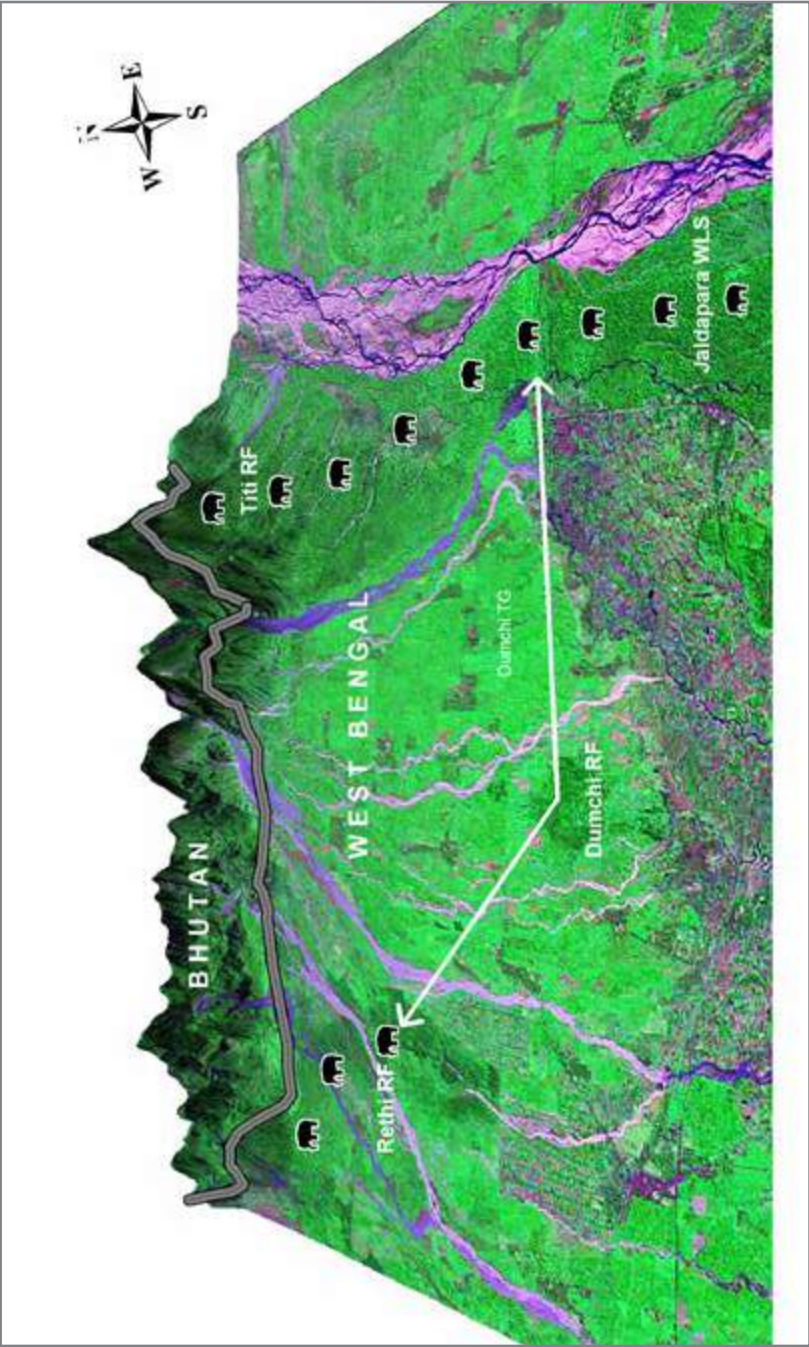 N
E
W
S
BHUTAN
WEST BENGAL
Titi RF
Jaldapara WLS
Dumchi TG
Dumchi RF
Rethi RF